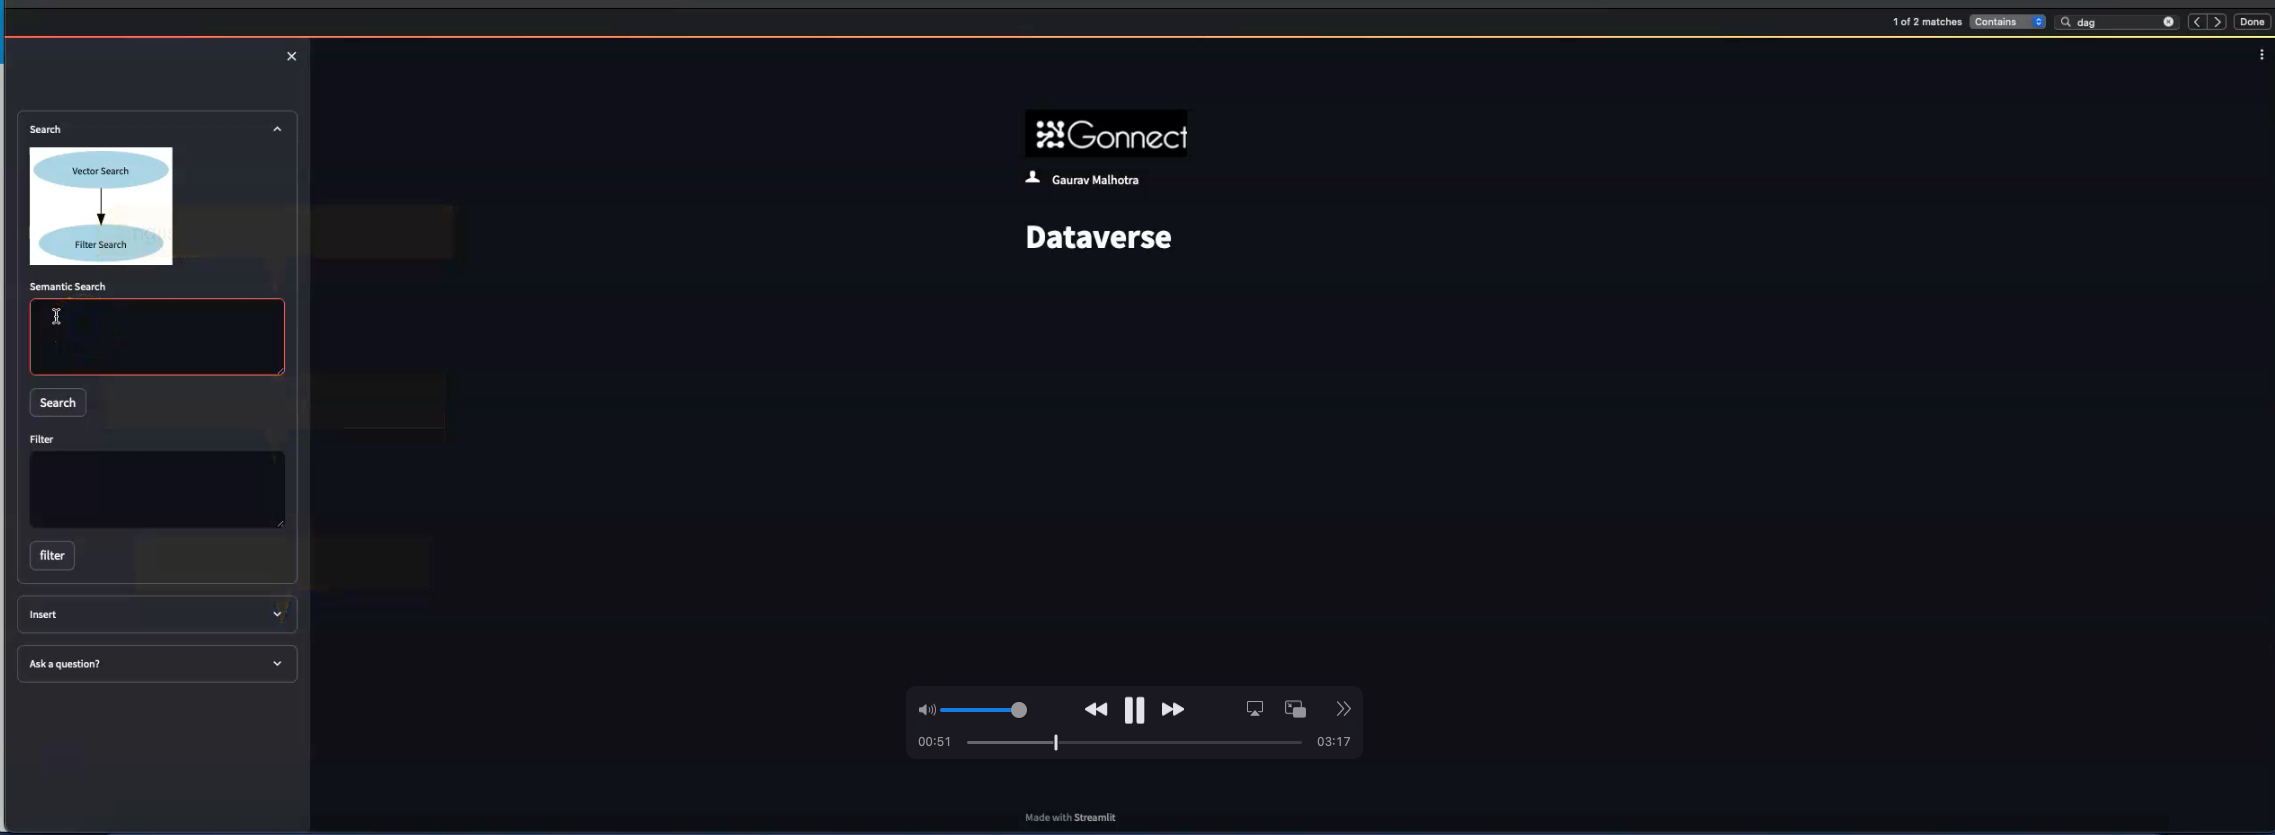 1 of 2 matches Contains dag Done
Search
Vector Search
Filter Search
Semantic Search
Search
Filter
filter
Insert
Ask a question?
Gonnect
Gaurav Malhotra
Dataverse
00:51 03:17
Made with Streamlit